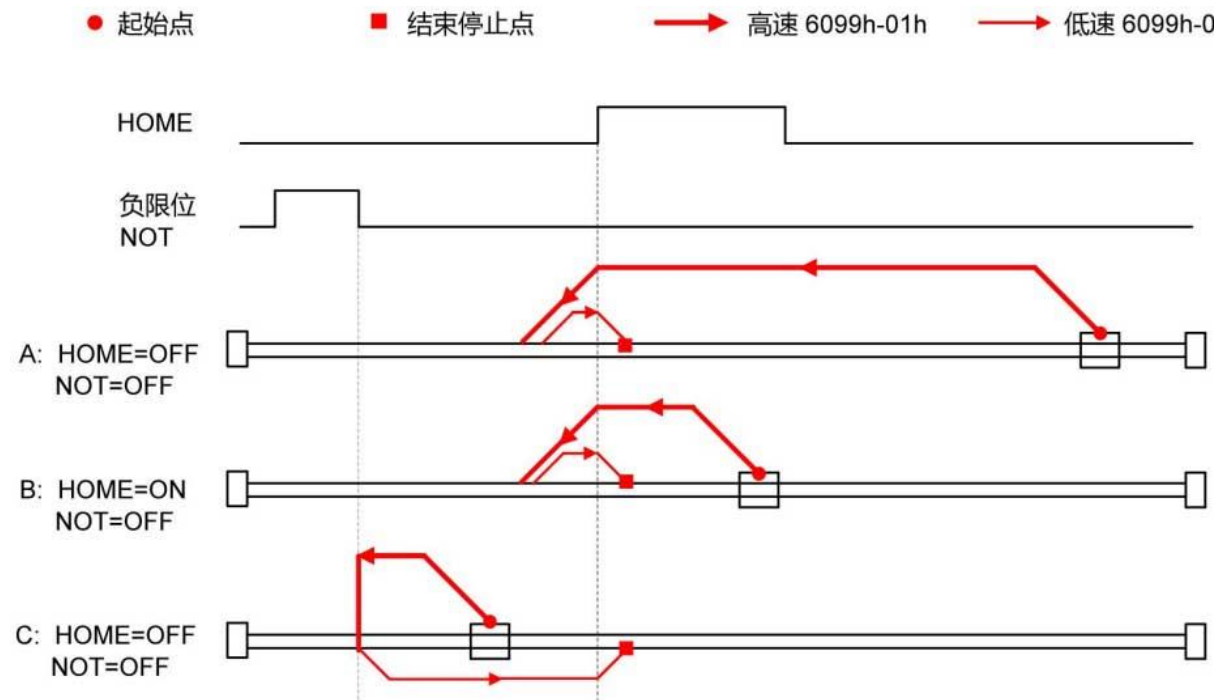 起始点
结束停止点
高速 6099h-01h
低速 6099h-0
HOME
负限位
NOT
A: HOME=OFF
NOT=OFF
B: HOME=ON
NOT=OFF
C: HOME=OFF
NOT=OFF